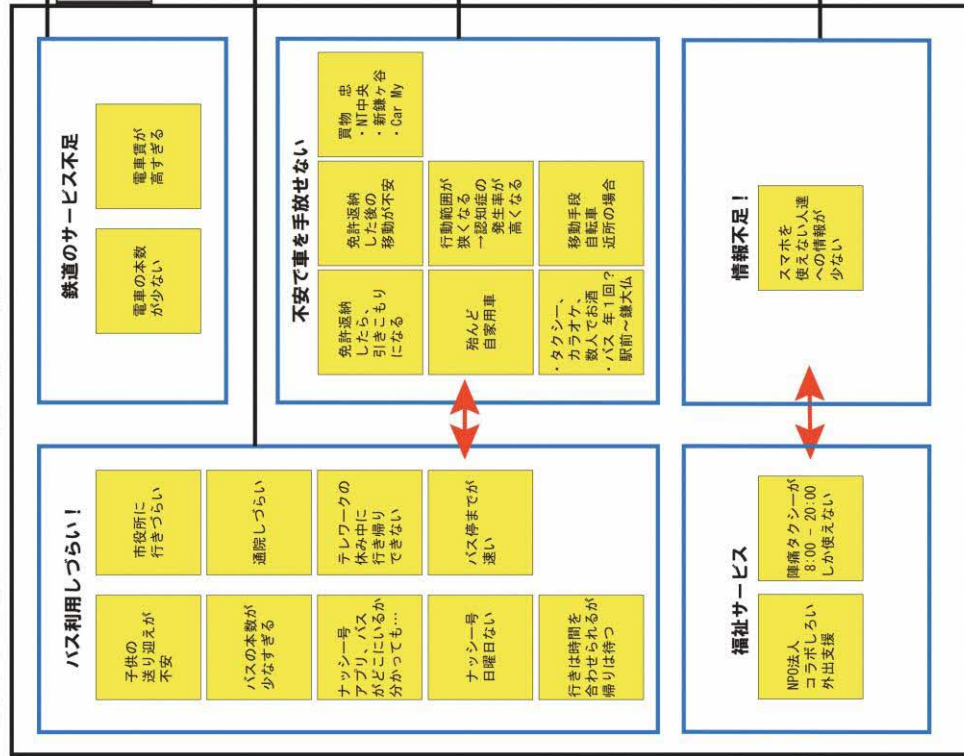 バス利用しづらい！
子供の
送り迎えが
不安
市役所に
行きづらい
バスの本数が
少なすぎる
通院しづらい
ナッシー号
アプリ、バス
がどこにいるか
分かっても…
テレワークの
休み中に
行き帰り
できない
ナッシー号
日曜日ない
バス停までが
速い
行きは時間を
合わせられるが
帰りは待つ
鉄道のサービス不足
電車の本数
が少ない
電車賃が
高すぎる
不安で車を手放せない
免許返納
したら、
引きこもり
になる
免許返納
した後の
移動が不安
買物 忠
・NT中央
・新鎌ヶ谷
・Car My
殆んど
自家用車
行動範囲が
狭くなる
→認知症の
発生率が
高くなる
・タクシー、
カラオケ、
数人でお酒
・バス 年1回？
駅前～鎌大仏
移動手段
自転車
近所の場合
福祉サービス
NPO法人
コラボしろい
外出支援
陣痛タクシーが
8:00 - 20:00
しか使えない
情報不足！
スマホを
使えない人達
への情報が
少ない